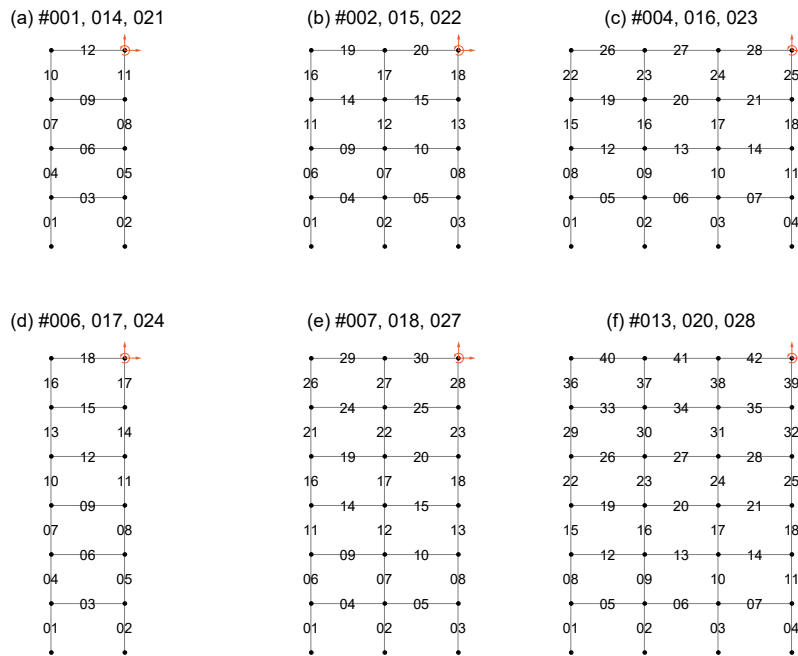 (a) #001, 014, 021
12
10 11
09
07 08
06
04 05
03
01 02
(b) #002, 015, 022
19 20
16 17 18
14 15
11 12 13
09 10
06 07 08
04 05
01 02 03
(c) #004, 016, 023
26 27 28
22 23 24 25
19 20 21
15 16 17 18
12 13 14
08 09 10 11
05 06 07
01 02 03 04
(d) #006, 017, 024
18
16 17
15
13 14
12
10 11
09
07 08
06
04 05
03
01 02
(e) #007, 018, 027
29 30
26 27 28
24 25
21 22 23
19 20
16 17 18
14 15
11 12 13
09 10
06 07 08
04 05
01 02 03
(f) #013, 020, 028
40 41 42
36 37 38 39
33 34 35
29 30 31 32
26 27 28
22 23 24 25
19 20 21
15 16 17 18
12 13 14
08 09 10 11
05 06 07
01 02 03 04